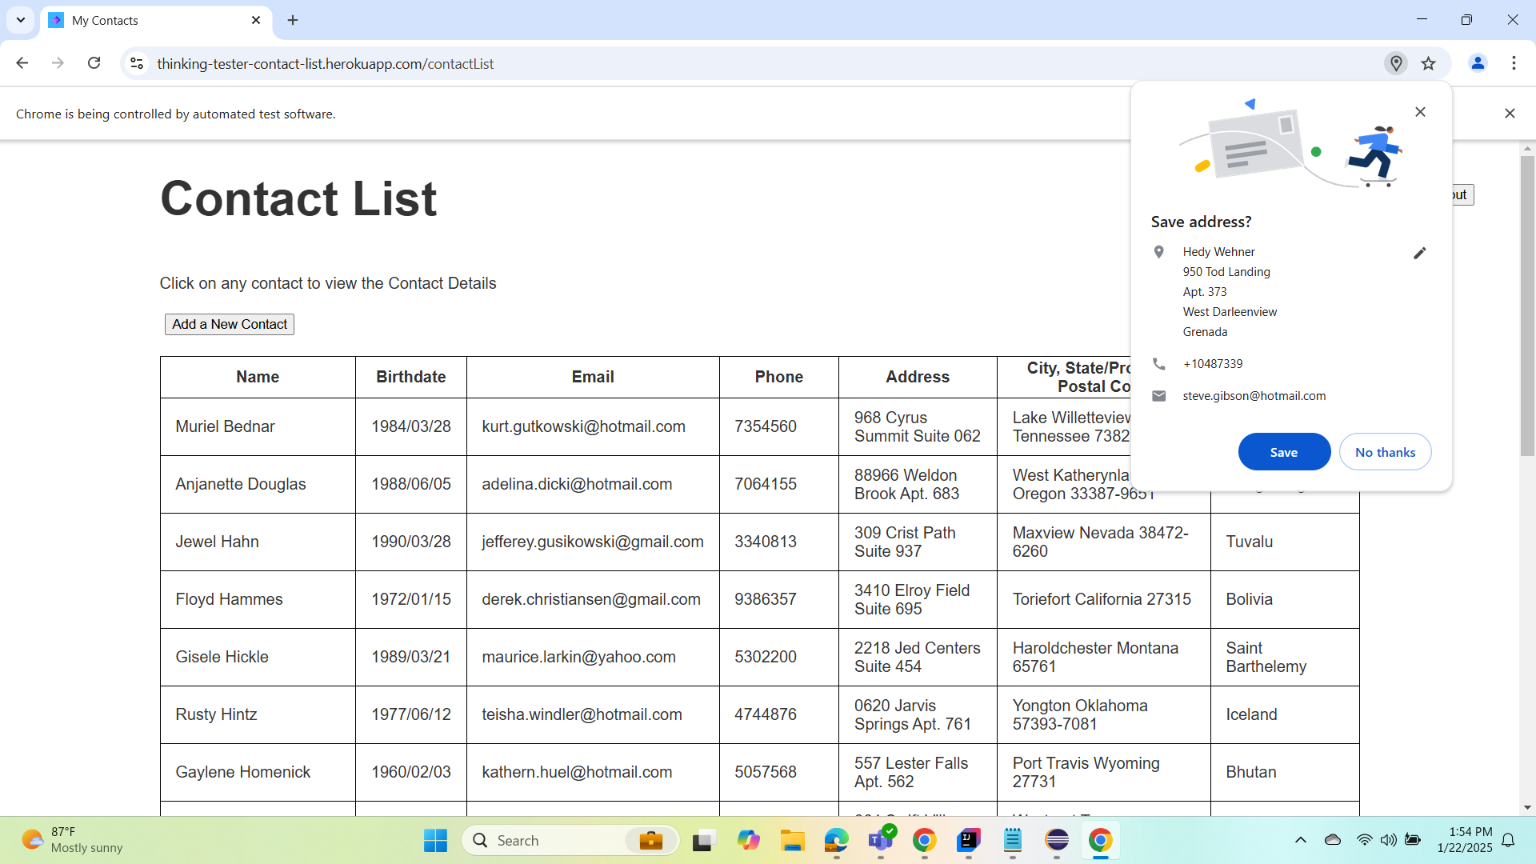 My Contacts
thinking-tester-contact-list.herokuapp.com/contactList
Chrome is being controlled by automated test software.
Contact List
Click on any contact to view the Contact Details
Add a New Contact
Name Birthdate Email Phone Address City, State/Pro
Postal Co
Muriel Bednar 1984/03/28 kurt.gutkowski@hotmail.com 7354560 968 Cyrus Lake Willetteview
Summit Suite 062 Tennessee 7382
Anjanette Douglas 1988/06/05 adelina.dicki@hotmail.com 7064155 88966 Weldon West Katherynla
Brook Apt. 683 Oregon 33387-9651
Jewel Hahn 1990/03/28 jefferey.gusikowski@gmail.com 3340813 309 Crist Path Maxview Nevada 38472- Tuvalu
Suite 937 6260
Floyd Hammes 1972/01/15 derek.christiansen@gmail.com 9386357 3410 Elroy Field Toriefort California 27315 Bolivia
Suite 695
Gisele Hickle 1989/03/21 maurice.larkin@yahoo.com 5302200 2218 Jed Centers Haroldchester Montana Saint
Suite 454 65761 Barthelemy
Rusty Hintz 1977/06/12 teisha.windler@hotmail.com 4744876 0620 Jarvis Yongton Oklahoma Iceland
Springs Apt. 761 57393-7081
Gaylene Homenick 1960/02/03 kathern.huel@hotmail.com 5057568 557 Lester Falls Port Travis Wyoming Bhutan
Apt. 562 27731
out
Save address?
Hedy Wehner
950 Tod Landing
Apt. 373
West Darleenview
Grenada
+10487339
steve.gibson@hotmail.com
Save No thanks
87°F
Mostly sunny
Search
1:54 PM
1/22/2025